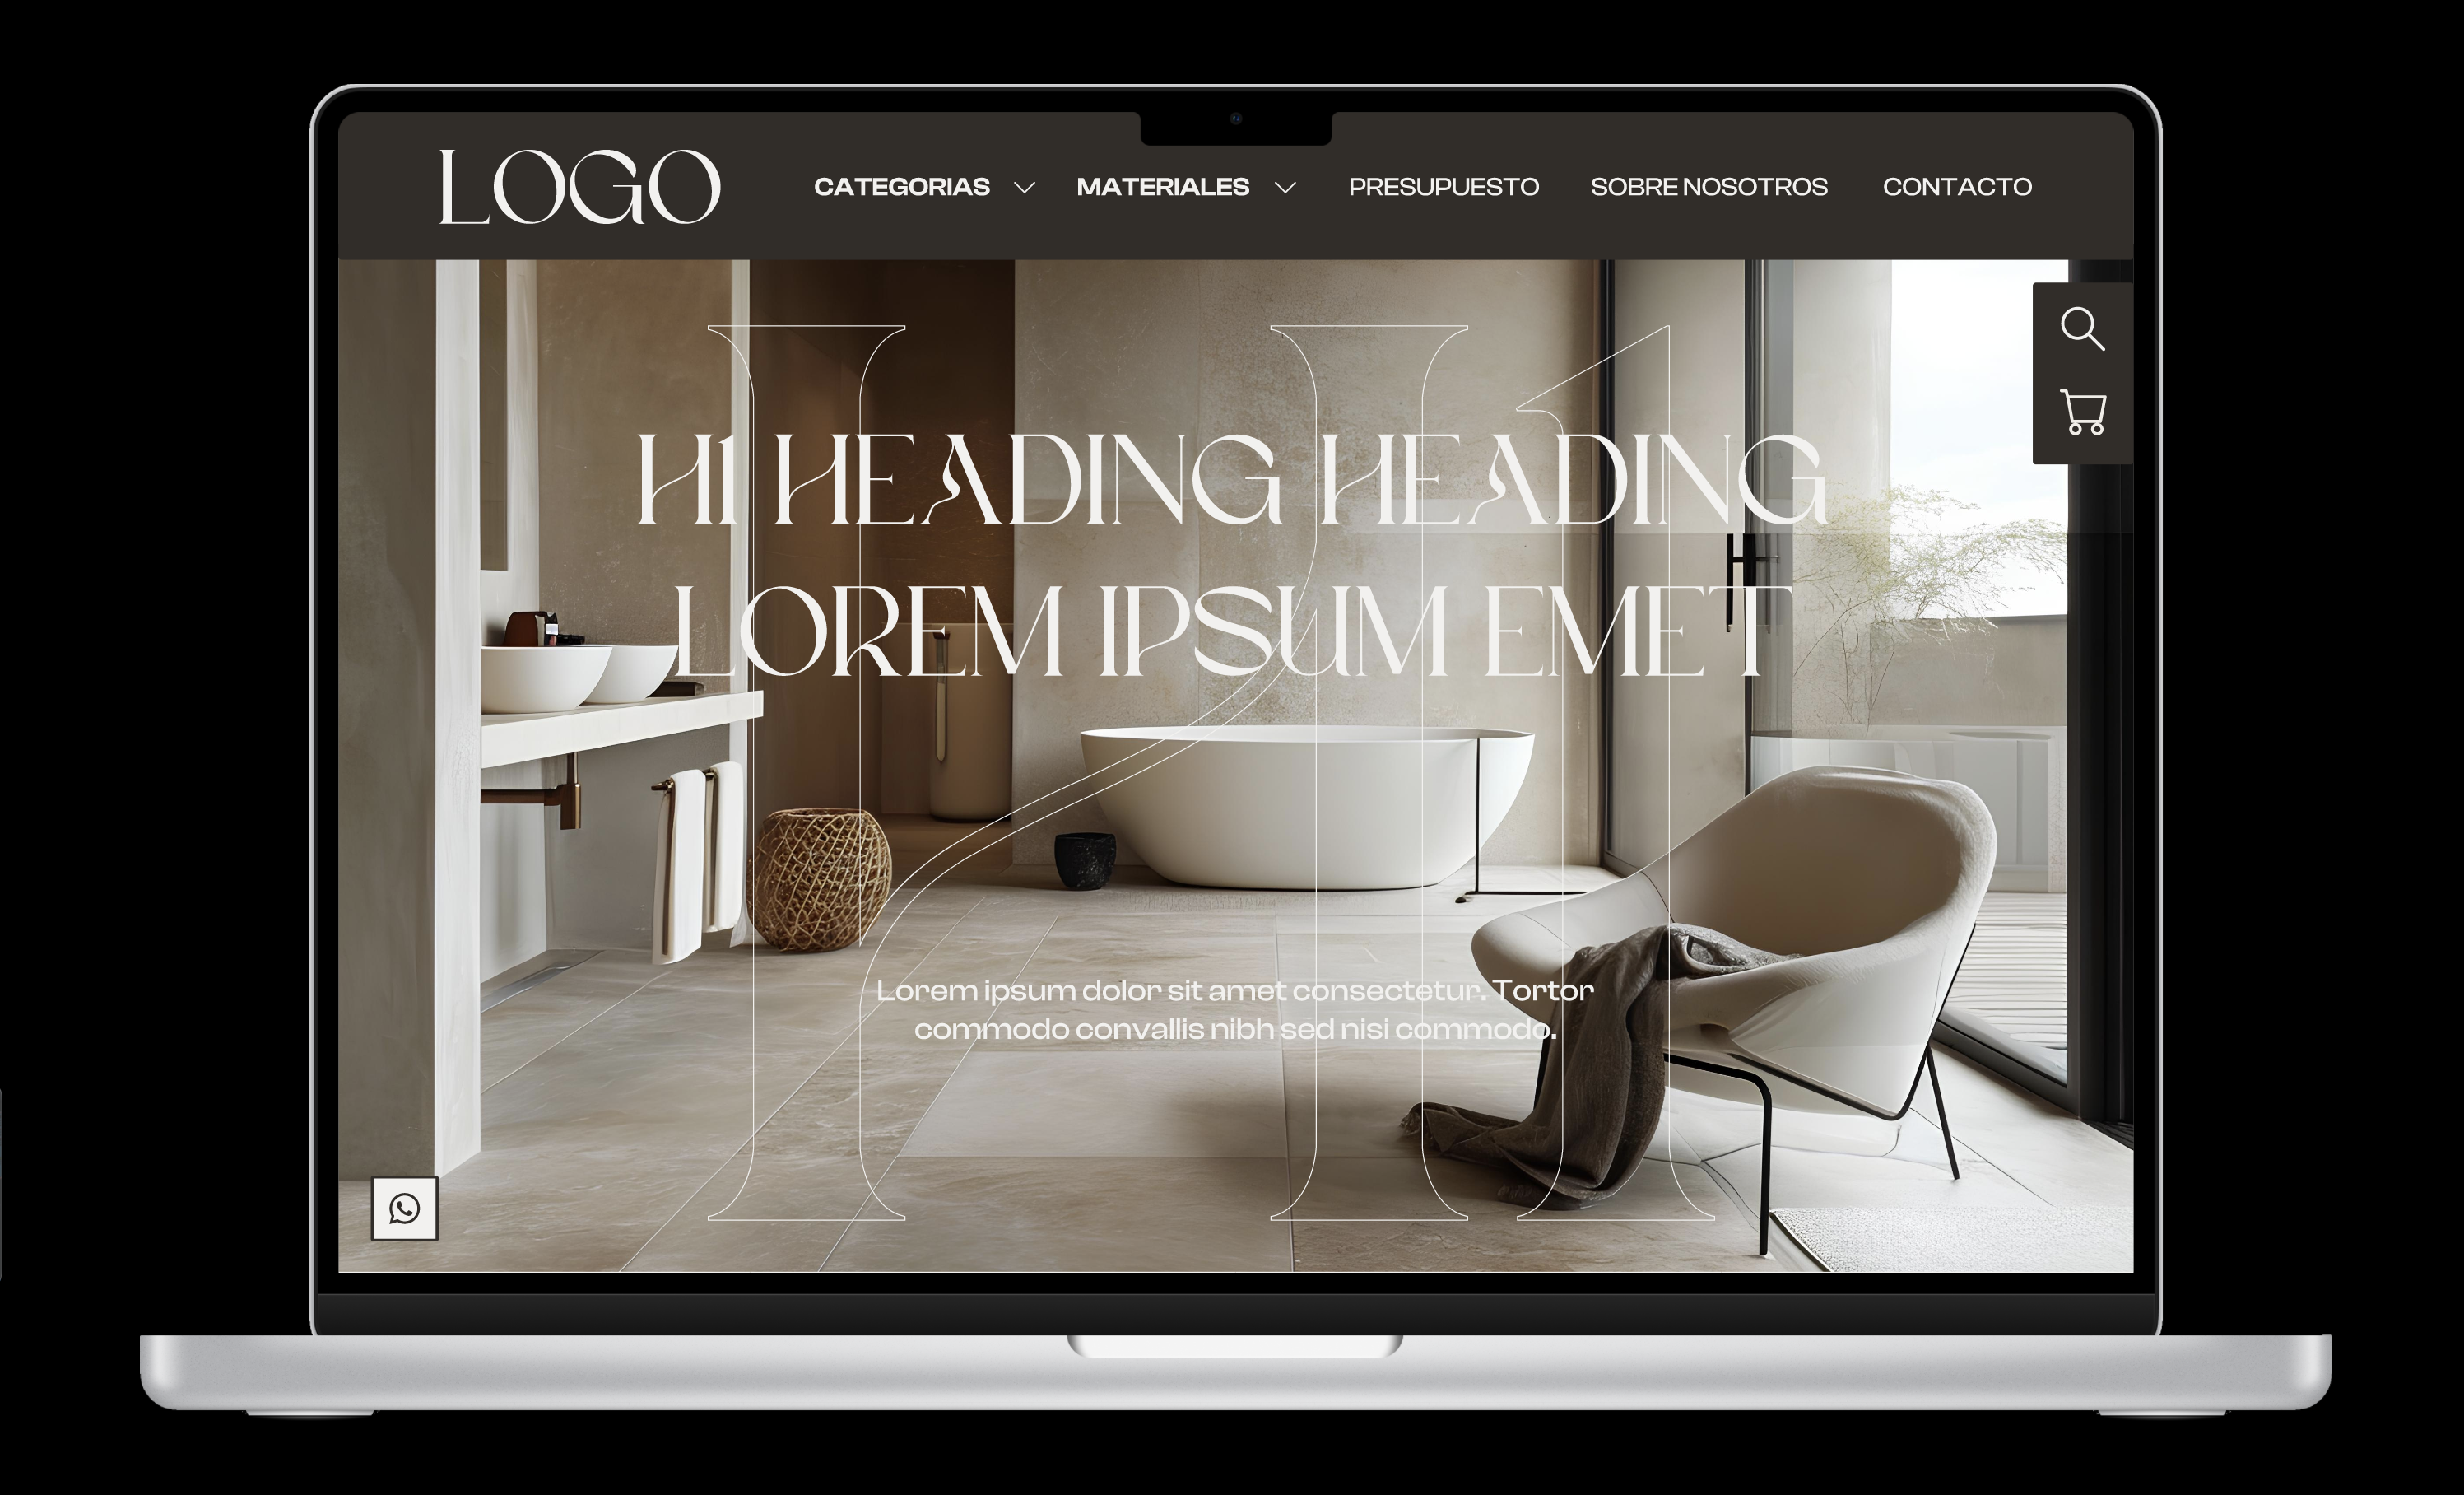 LOGO
CATEGORIAS MATERIALES PRESUPUESTO SOBRE NOSOTROS CONTACTO
H1
H1 HEADING HEADING
LOREM IPSUM EMET
Lorem ipsum dolor sit amet consectetur. Tortor
commodo convallis nibh sed nisi commodo.